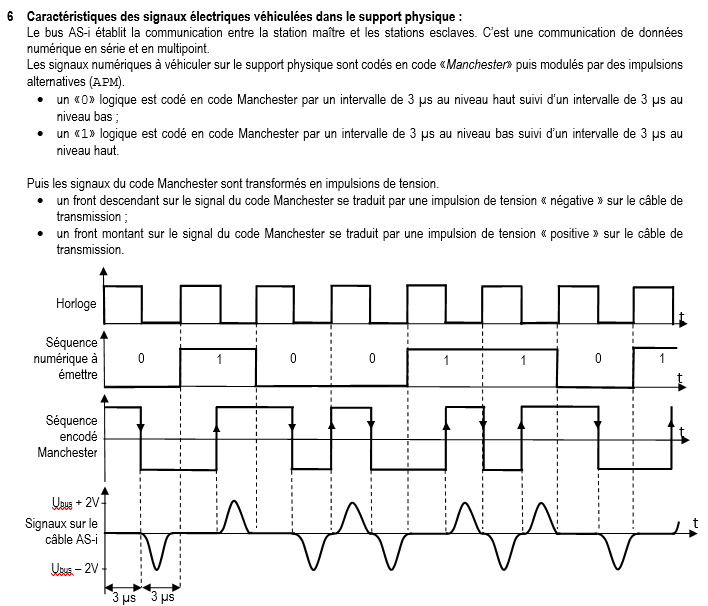 6 Caractéristiques des signaux électriques véhiculées dans le support physique :
Le bus AS-i établit la communication entre la station maître et les stations esclaves. C'est une communication de données
numérique en série et en multipoint.
Les signaux numériques à véhiculer sur le support physique sont codés en code «Manchester» puis modulés par des impulsions
alternatives (APM).
• un «0» logique est codé en code Manchester par un intervalle de 3 µs au niveau haut suivi d'un intervalle de 3 µs au
niveau bas ;
• un «1» logique est codé en code Manchester par un intervalle de 3 µs au niveau bas suivi d'un intervalle de 3 µs au
niveau haut.
Puis les signaux du code Manchester sont transformés en impulsions de tension.
• un front descendant sur le signal du code Manchester se traduit par une impulsion de tension « négative » sur le câble de
transmission ;
• un front montant sur le signal du code Manchester se traduit par une impulsion de tension « positive » sur le câble de
transmission.
Horloge
t
Séquence
numérique à
émettre
0 1 0 0 1 1 0 1
t
Séquence
encodé
Manchester
t
Ubus + 2V
Signaux sur le
câble AS-i
t
Ubus – 2V
3 µs 3 µs